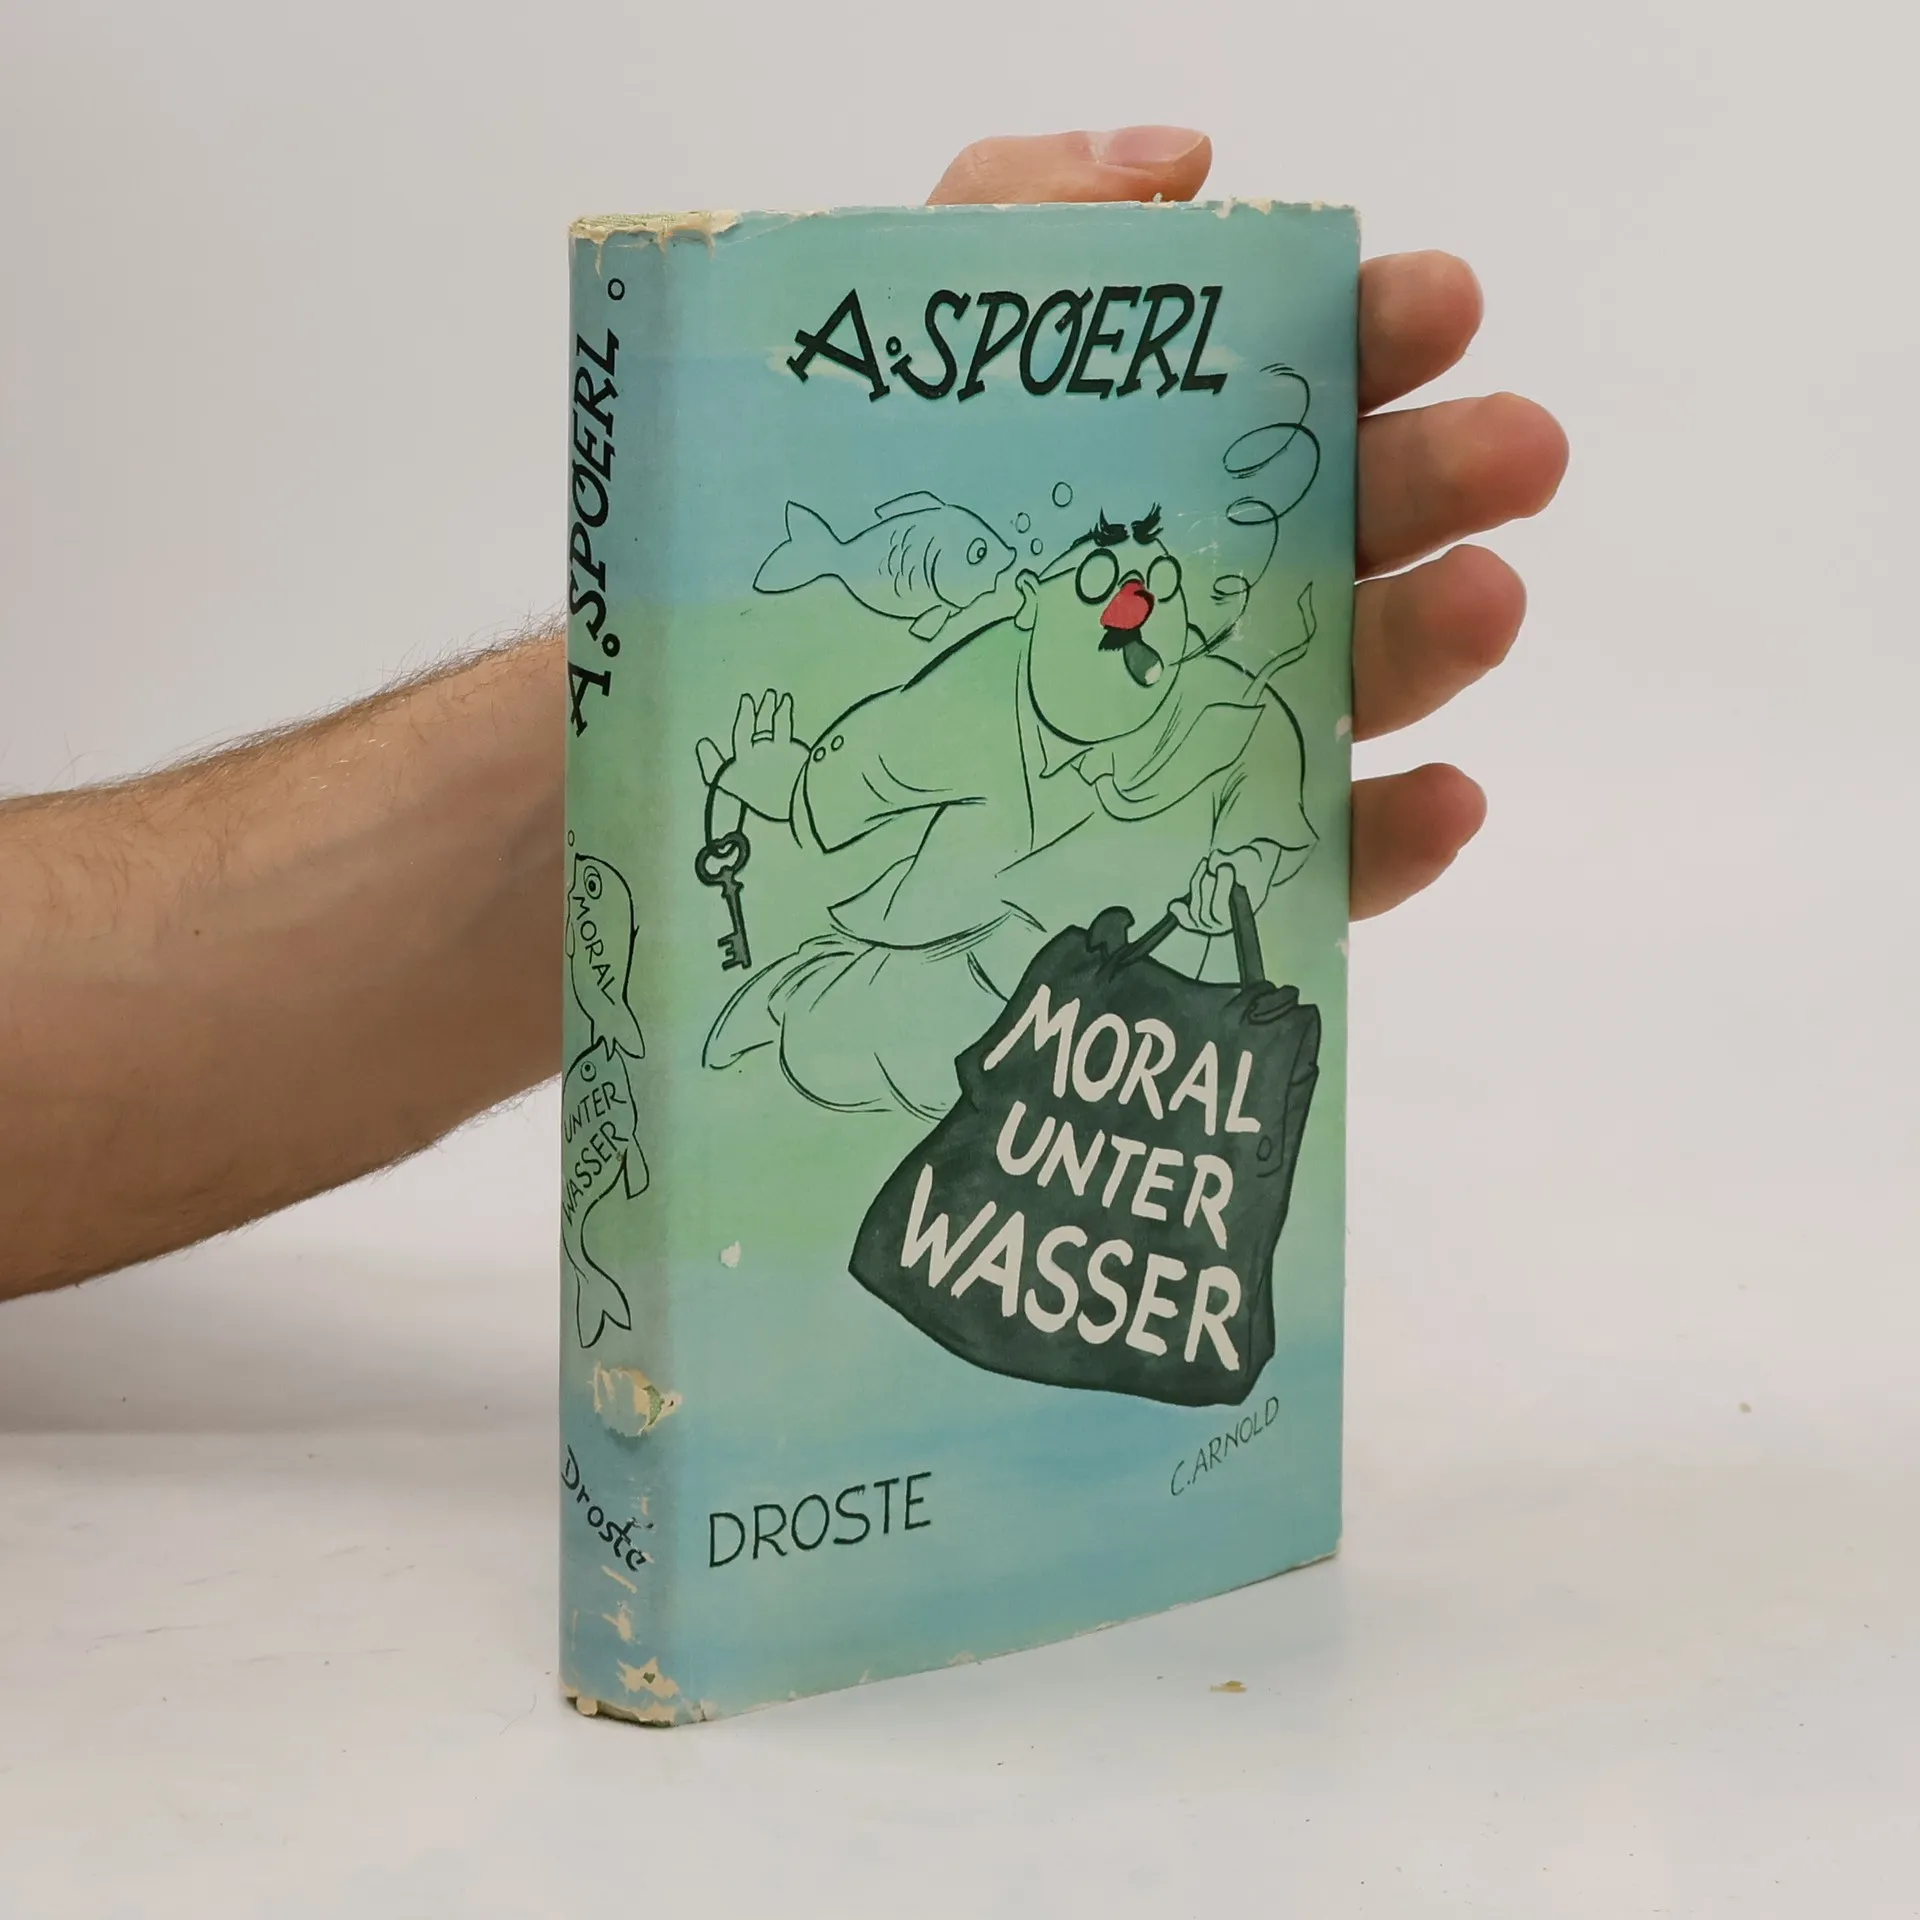 A. SPOERL
MORAL
UNTER
WASSER
C. ARNOLD
DROSTE
A. SPOERL
MORAL
UNTER
WASSER
Droste